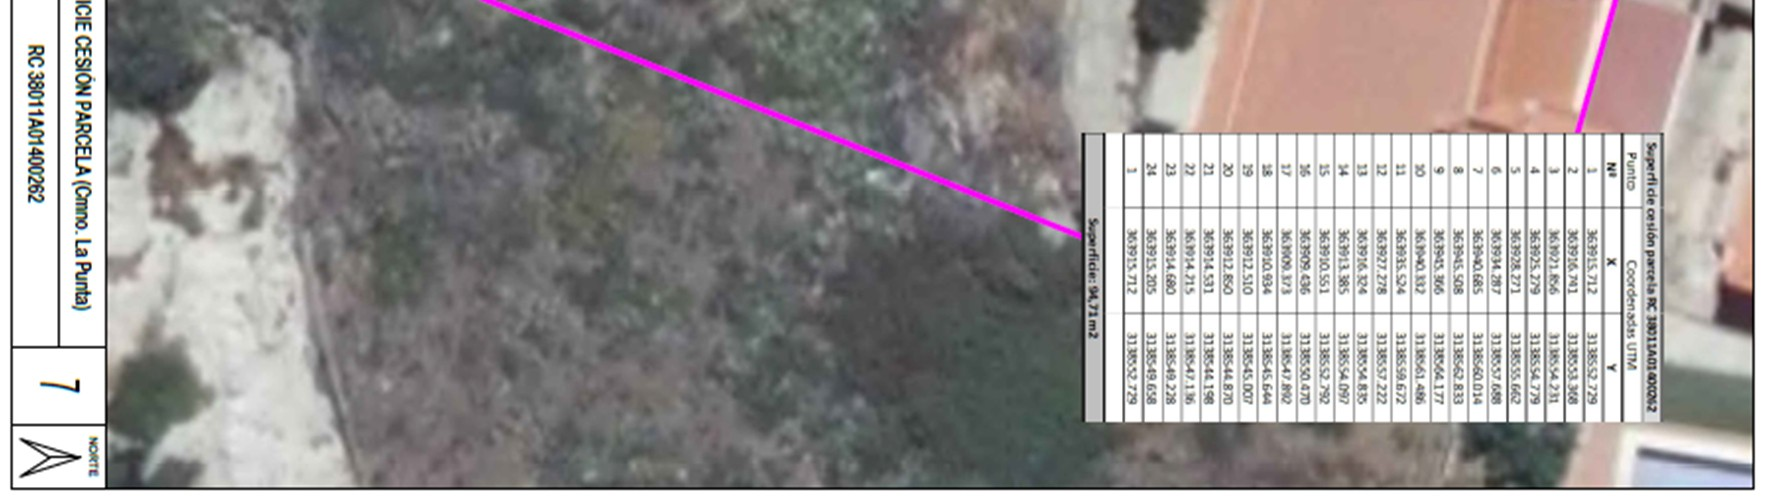 Superficie cesión parcela RC 38011A01400262
Punto Coordenadas UTM
Nº X Y
1 363915.712 3138552.729
2 363916.741 3138553.368
3 363921.856 3138554.231
4 363925.279 3138554.779
5 363928.271 3138555.662
6 363934.287 3138557.688
7 363940.685 3138560.014
8 363945.508 3138562.833
9 363945.366 3138566.177
10 363940.332 3138561.486
11 363935.524 3138559.672
12 363927.278 3138557.222
13 363916.324 3138554.835
14 363913.385 3138554.097
15 363910.551 3138552.792
16 363909.436 3138550.470
17 363909.373 3138547.892
18 363910.934 3138545.644
19 363912.510 3138545.007
20 363912.850 3138544.870
21 363914.531 3138544.198
22 363914.215 3138547.136
23 363914.680 3138549.228
24 363915.205 3138549.658
1 363915.712 3138552.729
Superficie: 94,71 m2
ICIE CESIÓN PARCELA (Cmno. La Punta)
RC 38011A01400262
7
NORTE